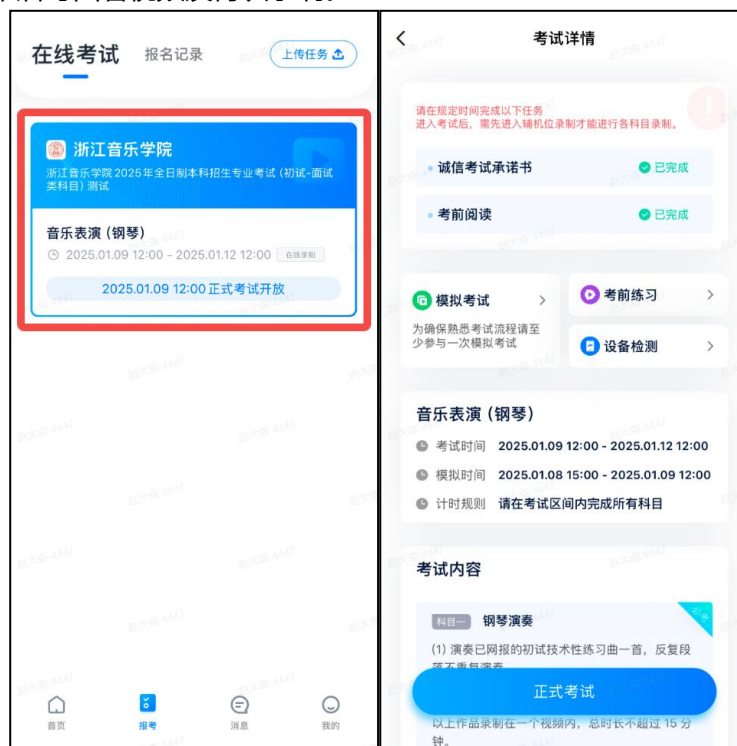 在线考试
报名记录
上传任务
浙江音乐学院
浙江音乐学院2025年全日制本科招生专业考试 (初试-面试
类科目) 测试
音乐表演 (钢琴)
2025.01.09 12:00 - 2025.01.12 12:00
在线录制
2025.01.09 12:00 正式考试开放
首页
报考
消息
我的
考试详情
请在规定时间完成以下任务
进入考试后，需先进入辅机位录制才能进行各科目录制。
诚信考试承诺书
已完成
考前阅读
已完成
模拟考试
为确保熟悉考试流程请至
少参与一次模拟考试
考前练习
设备检测
音乐表演 (钢琴)
考试时间 2025.01.09 12:00 - 2025.01.12 12:00
模拟时间 2025.01.08 15:00 - 2025.01.09 12:00
计时规则 请在考试区间内完成所有科目
考试内容
科目一 钢琴演奏
必考
(1) 演奏已网报的初试技术性练习曲一首，反复段
落不重复演奏
正式考试
以上作品录制在一个视频内，总时长不超过 15 分
钟。